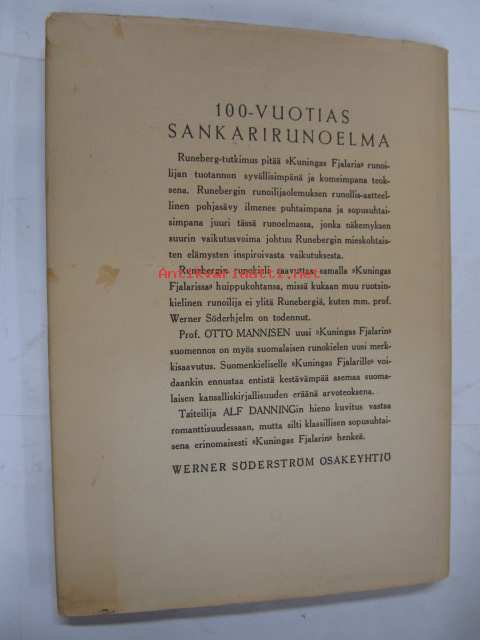 100-VUOTIAS
SANKARIRUNOELMA
Runeberg-tutkimus pitää »Kuningas Fjalaria» runoi-
lijan tuotannon syvällisimpänä ja komeimpana teok-
sena. Runebergin runoilijaolemuksen runollis-aatteel-
linen pohjasävy ilmenee puhtaimpana ja sopusuhtai-
simpana juuri tässä runoelmassa, jonka näkemyksen
suurin vaikutusvoima johtuu Runebergin mieskohtais-
ten elämysten inspiroivasta vaikutuksesta.
Runebergin runokieli saavuttaa samalla »Kuningas
Fjalarissa» huippukohtansa, missä kukaan muu ruotsin-
kielinen runoilija ei ylitä Runebergiä, kuten mm. prof.
Werner Söderhjelm on todennut.
Prof. OTTO MANNISEN uusi »Kuningas Fjalarin»
suomennos on myös suomalaisen runokielen uusi merk-
kisaavutus. Suomenkieliselle »Kuningas Fjalarille» voi-
daankin ennustaa entistä kestävämpää asemaa suoma-
laisen kansalliskirjallisuuden eräänä arvoteoksena.
Taiteilija ALF DANNINGin hieno kuvitus vastaa
romanttisuudessaan, mutta silti klassillisen sopusuhtai-
sena erinomaisesti »Kuningas Fjalarin» henkeä.
WERNER SÖDERSTRÖM OSAKEYHTIÖ
Antikvariaatti.net